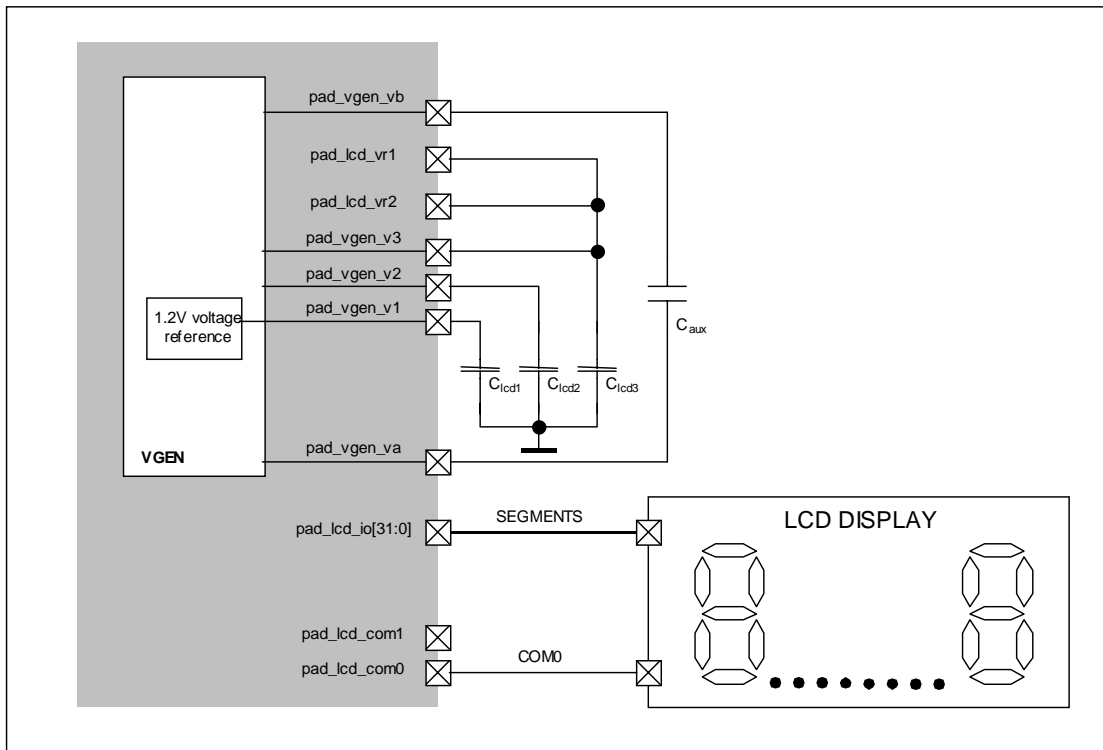 pad_vgen_vb
pad_lcd_vr1
pad_lcd_vr2
pad_vgen_v3
pad_vgen_v2
pad_vgen_v1
1.2V voltage
reference
Caux
Clcd1
Clcd2
Clcd3
pad_vgen_va
VGEN
pad_lcd_io[31:0]
SEGMENTS
LCD DISPLAY
pad_lcd_com1
pad_lcd_com0
COM0